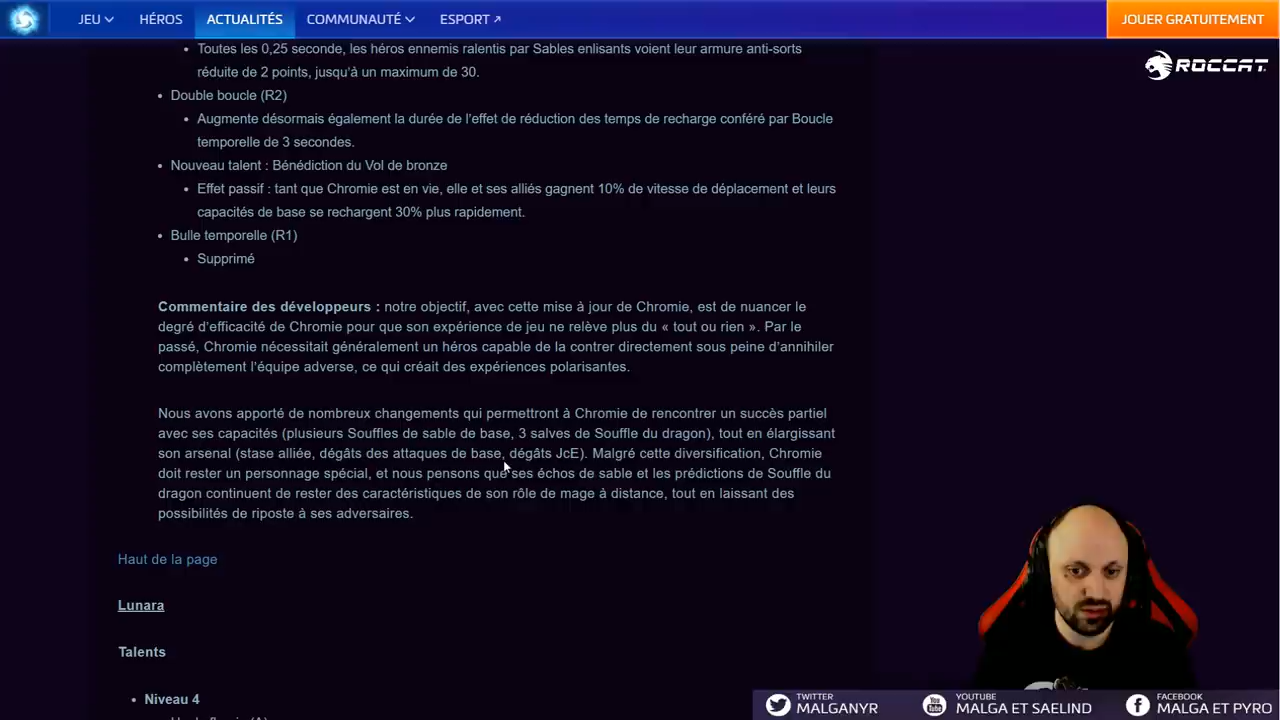 JEU HÉROS ACTUALITÉS COMMUNAUTÉ ESPORT JOUER GRATUITEMENT
ROCCAT
Toutes les 0,25 seconde, les héros ennemis ralentis par Sables enlisants voient leur armure anti-sorts
réduite de 2 points, jusqu'à un maximum de 30.
Double boucle (R2)
Augmente désormais également la durée de l'effet de réduction des temps de recharge conféré par Boucle
temporelle de 3 secondes.
Nouveau talent : Bénédiction du Vol de bronze
Effet passif : tant que Chromie est en vie, elle et ses alliés gagnent 10% de vitesse de déplacement et leurs
capacités de base se rechargent 30% plus rapidement.
Bulle temporelle (R1)
Supprimé
Commentaire des développeurs : notre objectif, avec cette mise à jour de Chromie, est de nuancer le
degré d'efficacité de Chromie pour que son expérience de jeu ne relève plus du « tout ou rien ». Par le
passé, Chromie nécessitait généralement un héros capable de la contrer directement sous peine d'annihiler
complètement l'équipe adverse, ce qui créait des expériences polarisantes.
Nous avons apporté de nombreux changements qui permettront à Chromie de rencontrer un succès partiel
avec ses capacités (plusieurs Souffles de sable de base, 3 salves de Souffle du dragon), tout en élargissant
son arsenal (stase alliée, dégâts des attaques de base, dégâts JcE). Malgré cette diversification, Chromie
doit rester un personnage spécial, et nous pensons que ses échos de sable et les prédictions de Souffle du
dragon continuent de rester des caractéristiques de son rôle de mage à distance, tout en laissant des
possibilités de riposte à ses adversaires.
Haut de la page
Lunara
Talents
Niveau 4
TWITTER
MALGANYR
YOUTUBE
MALGA ET SAELIND
FACEBOOK
MALGA ET PYRO